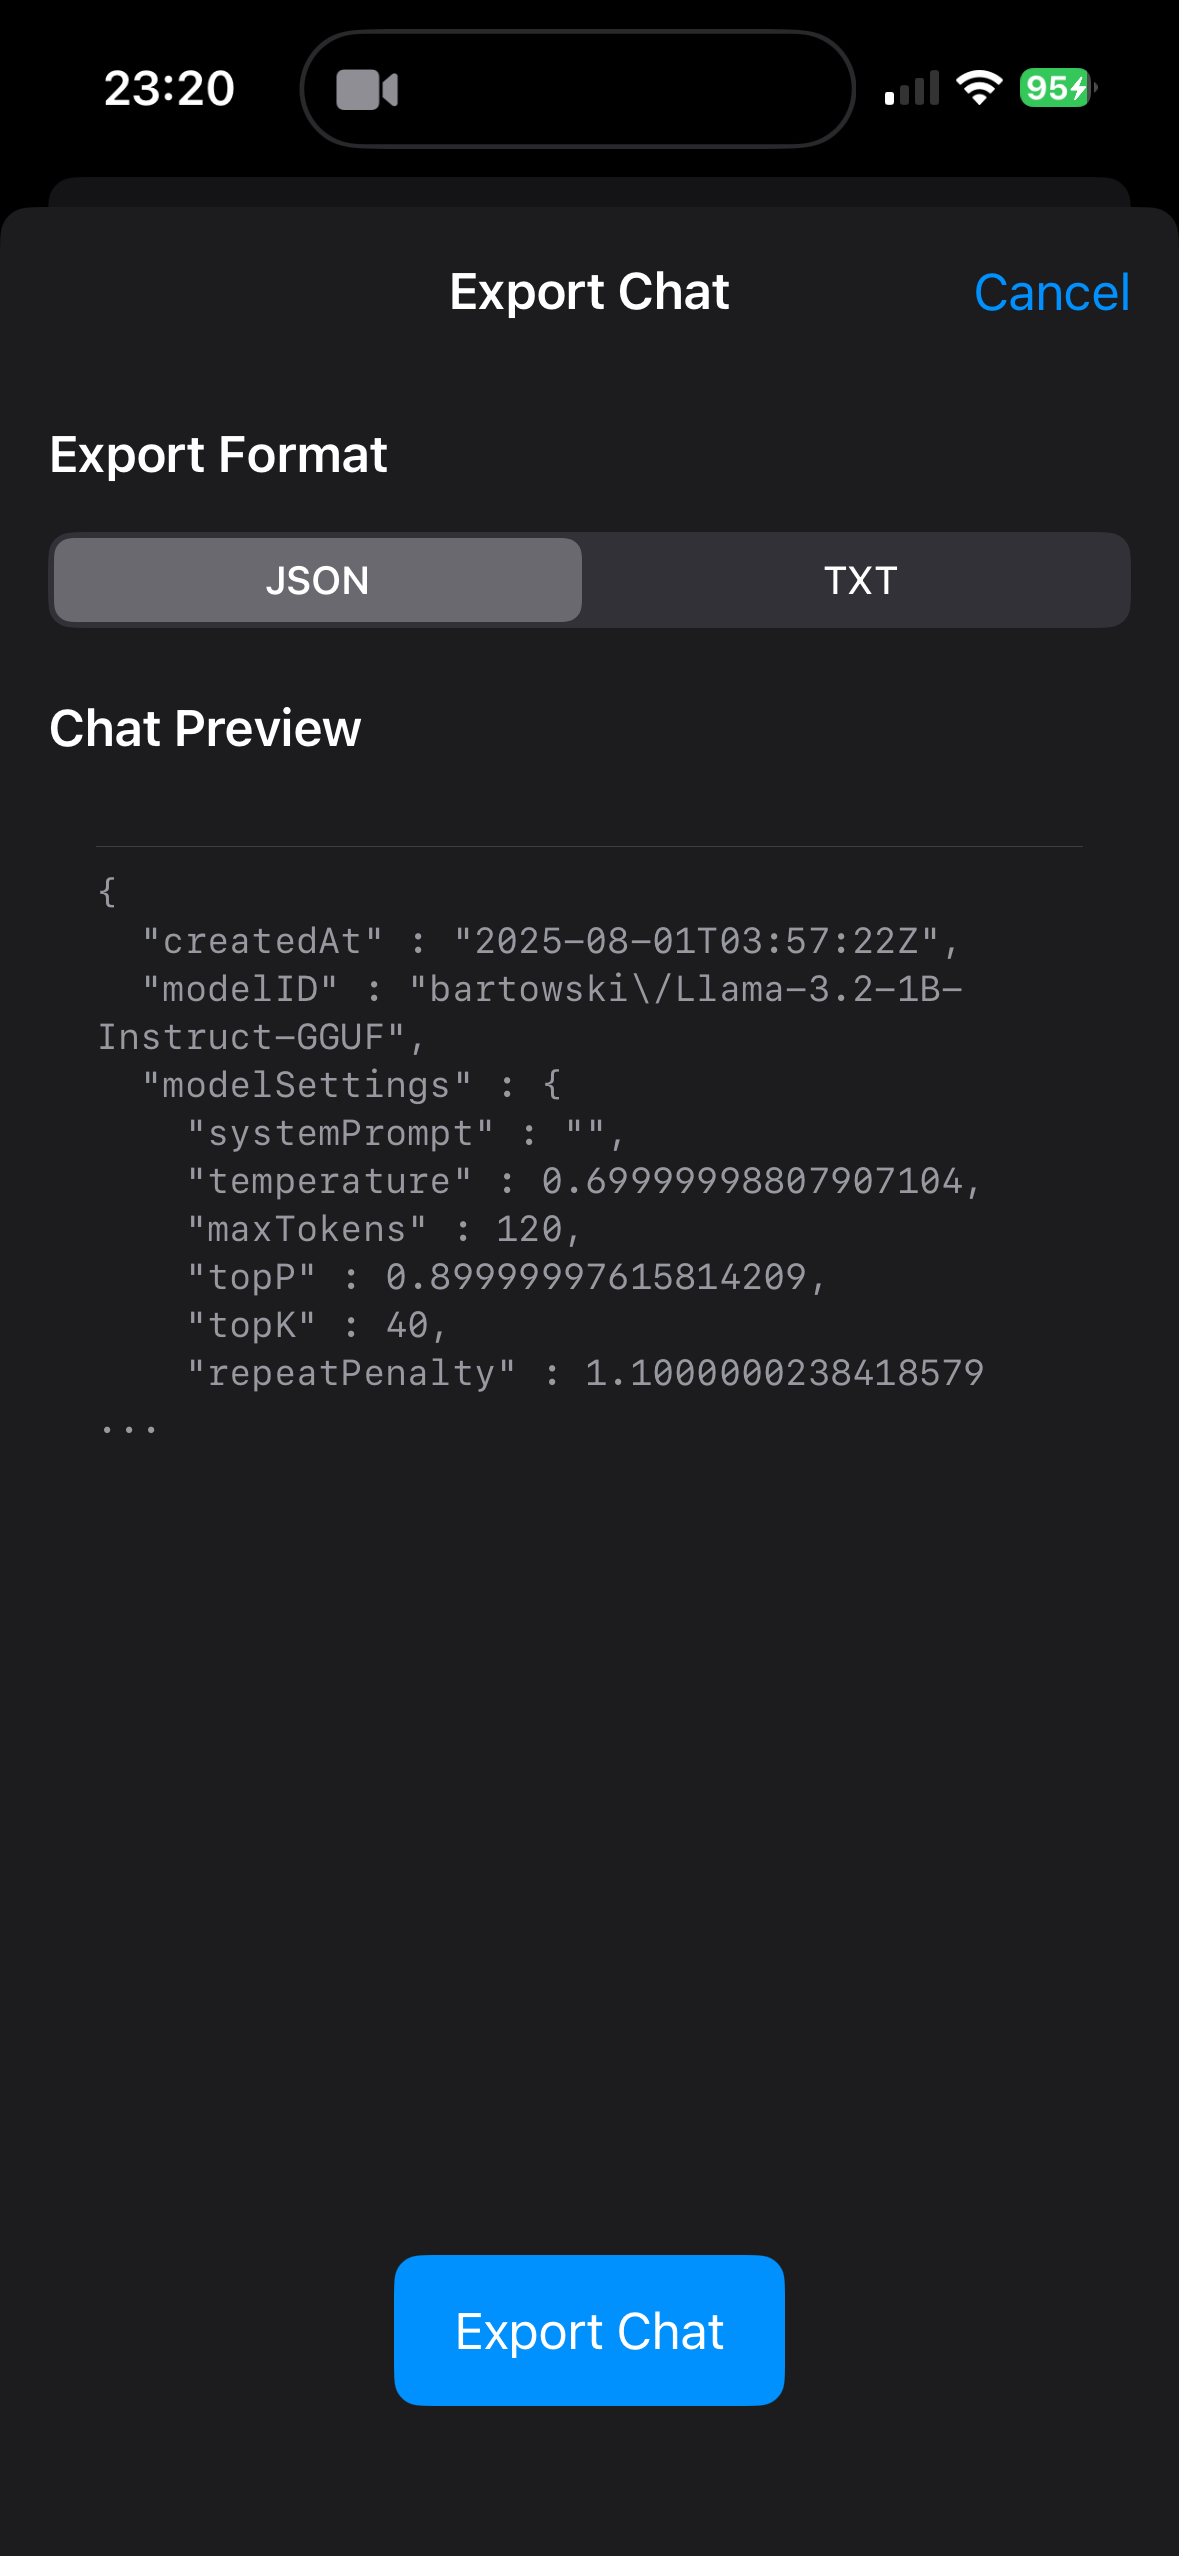 23:20
95
Export Chat
Cancel
Export Format
JSON
TXT
Chat Preview
{
  "createdAt" : "2025-08-01T03:57:22Z",
  "modelID" : "bartowski\/Llama-3.2-1B-
Instruct-GGUF",
  "modelSettings" : {
    "systemPrompt" : "",
    "temperature" : 0.69999998807907104,
    "maxTokens" : 120,
    "topP" : 0.89999997615814209,
    "topK" : 40,
    "repeatPenalty" : 1.1000000238418579
...
Export Chat